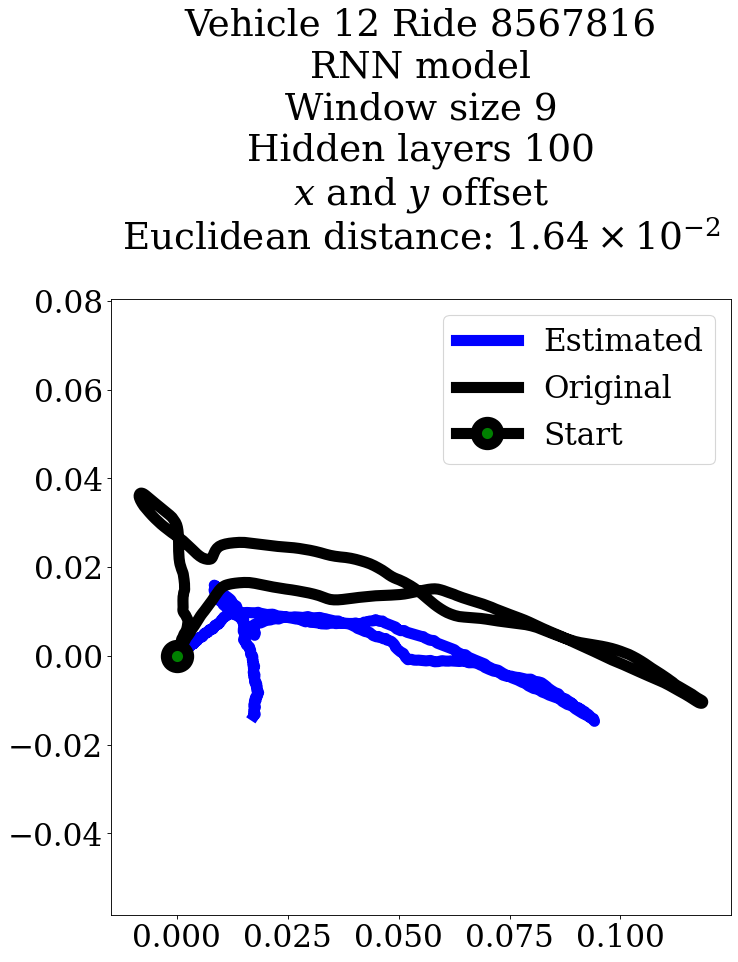 Vehicle 12 Ride 8567816
RNN model
Window size 9
Hidden layers 100
x and y offset
Euclidean distance: 1.64 × 10⁻²
0.08
0.06
0.04
0.02
0.00
−0.02
−0.04
Estimated
Original
Start
0.000 0.025 0.050 0.075 0.100